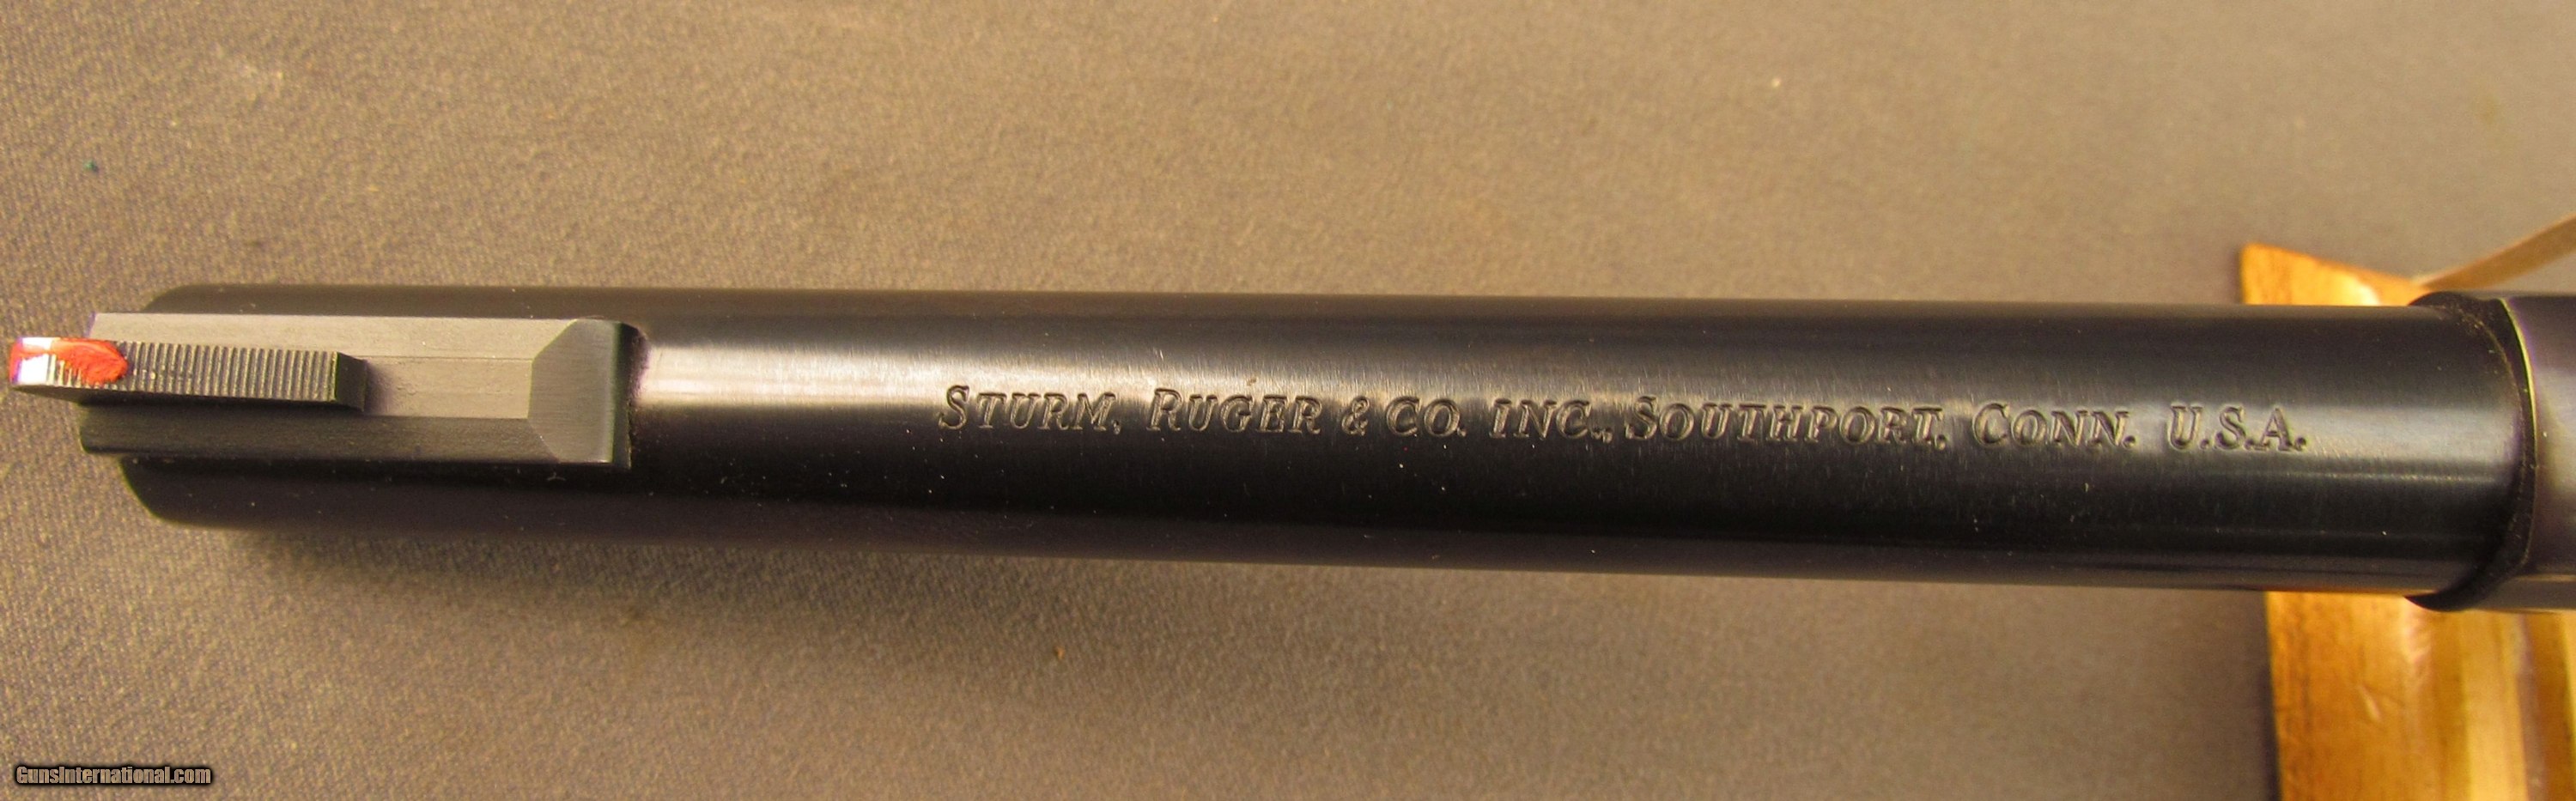 STURM, RUGER & CO. INC., SOUTHPORT, CONN. U.S.A.
GunsInternational.com